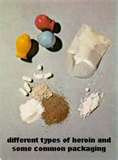 different types of heroin and
some common packaging